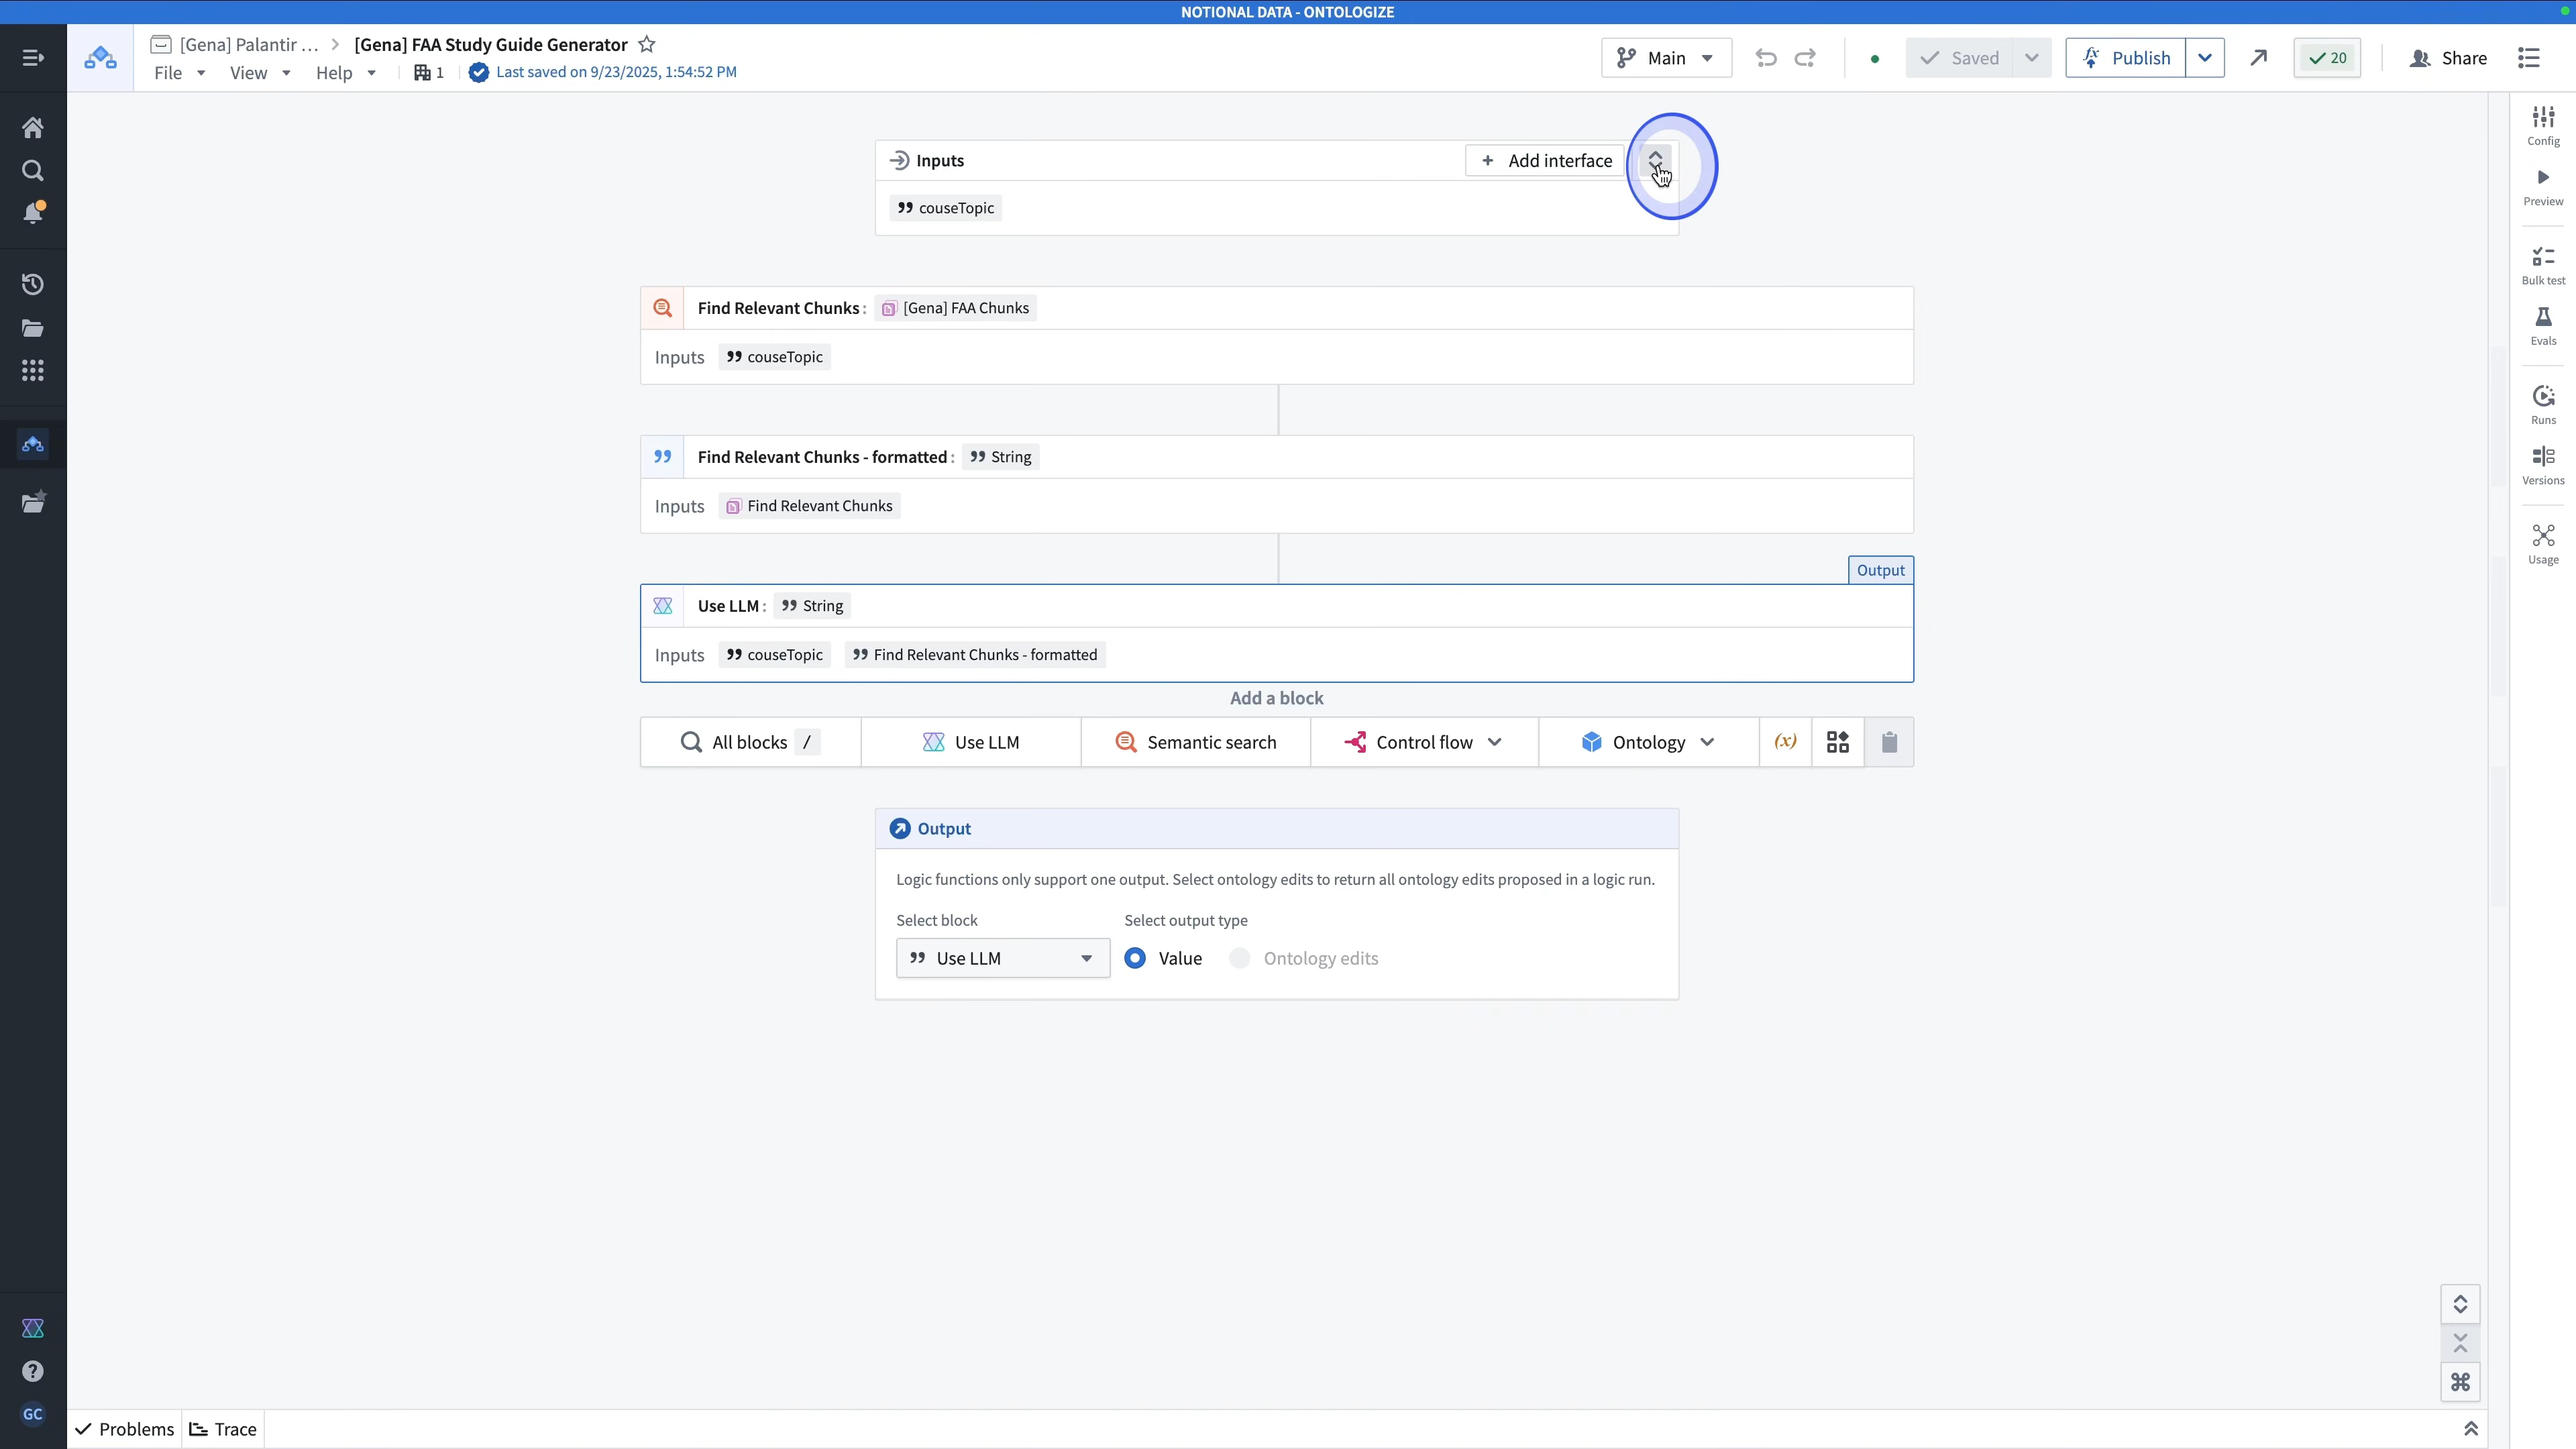 NOTIONAL DATA - ONTOLOGIZE
[Gena] Palantir ... > [Gena] FAA Study Guide Generator
File View Help 1 Last saved on 9/23/2025, 1:54:52 PM
Main Saved Publish 20 Share
Inputs + Add interface
couseTopic
Find Relevant Chunks : [Gena] FAA Chunks
Inputs couseTopic
Find Relevant Chunks - formatted : String
Inputs Find Relevant Chunks
Output
Use LLM : String
Inputs couseTopic Find Relevant Chunks - formatted
Add a block
All blocks / Use LLM Semantic search Control flow Ontology (x)
Output
Logic functions only support one output. Select ontology edits to return all ontology edits proposed in a logic run.
Select block Select output type
Use LLM Value Ontology edits
Config
Preview
Bulk test
Evals
Runs
Versions
Usage
GC
Problems Trace